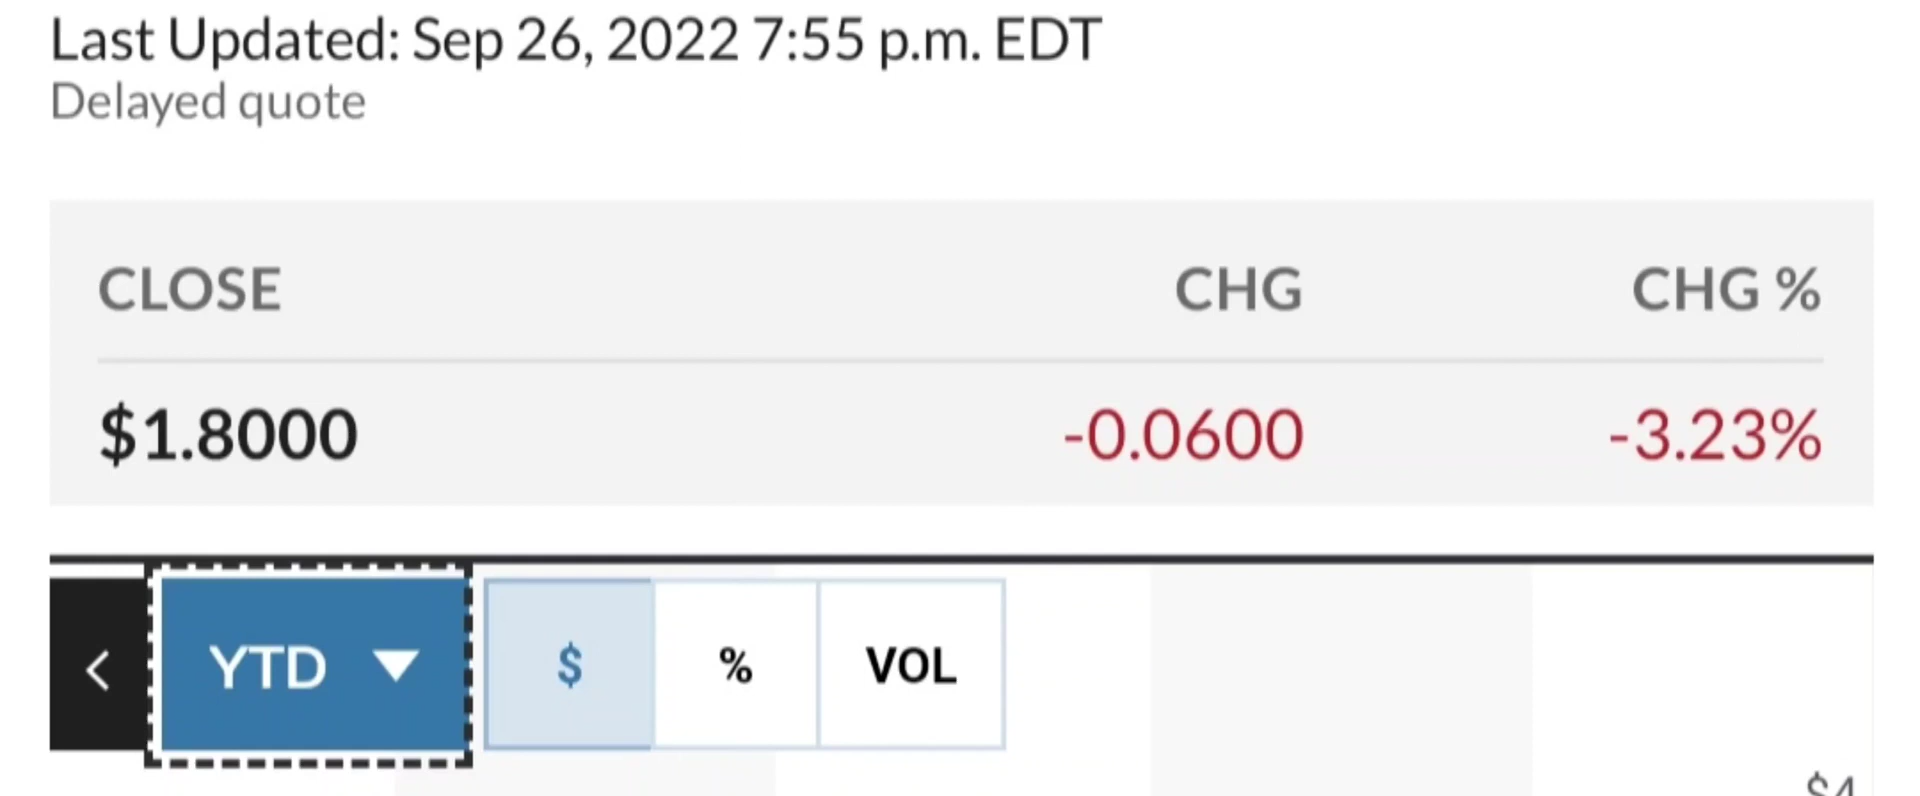 Last Updated: Sep 26, 2022 7:55 p.m. EDT
Delayed quote
CLOSE CHG CHG %
$1.8000 -0.0600 -3.23%
YTD $ % VOL
$4